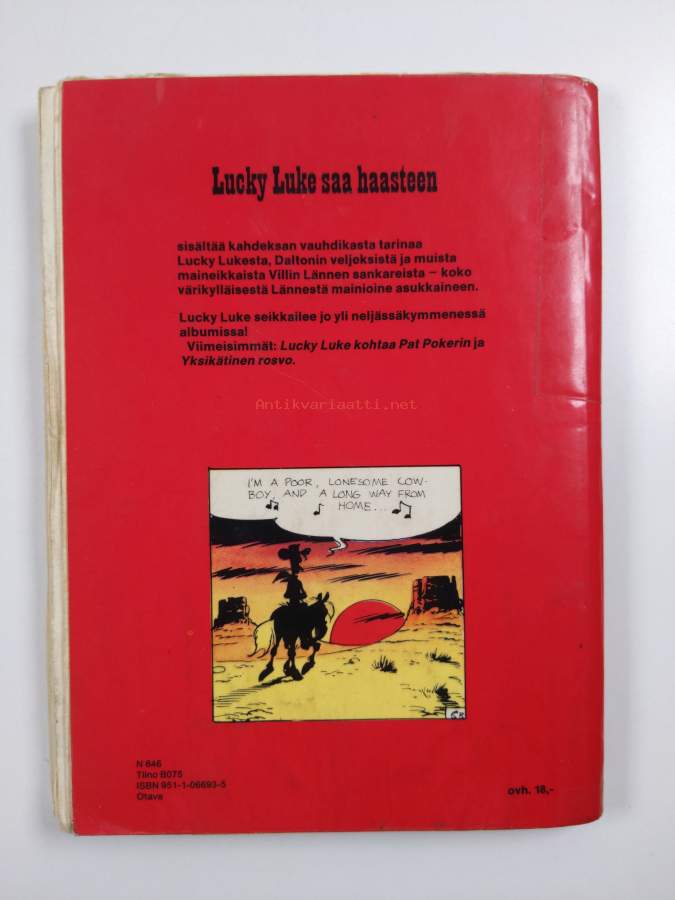 Lucky Luke saa haasteen
sisältää kahdeksan vauhdikasta tarinaa
Lucky Lukesta, Daltonin veljeksistä ja muista
maineikkaista Villin Lännen sankareista – koko
värikylläisestä Lännestä mainioine asukkaineen.
Lucky Luke seikkailee jo yli neljässäkymmenessä
albumissa!
Viimeisimmät: Lucky Luke kohtaa Pat Pokerin ja
Yksikätinen rosvo.
Antikvariaatti.net
I'M A POOR, LONESOME COW-
BOY, AND A LONG WAY FROM
HOME...
N 646
Tiino B075
ISBN 951-1-06693-5
Otava
ovh. 18,-